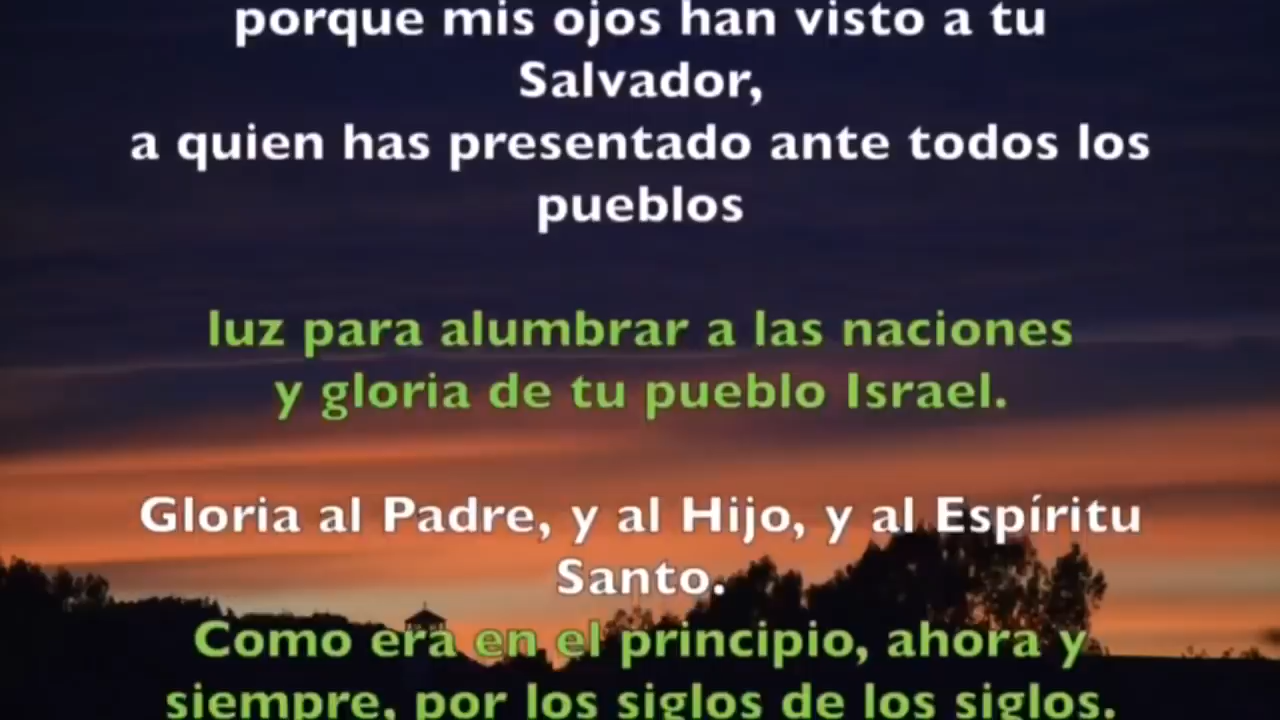 porque mis ojos han visto a tu
Salvador,
a quien has presentado ante todos los
pueblos
luz para alumbrar a las naciones
y gloria de tu pueblo Israel.
Gloria al Padre, y al Hijo, y al Espíritu
Santo.
Como era en el principio, ahora y
siempre, por los siglos de los siglos.